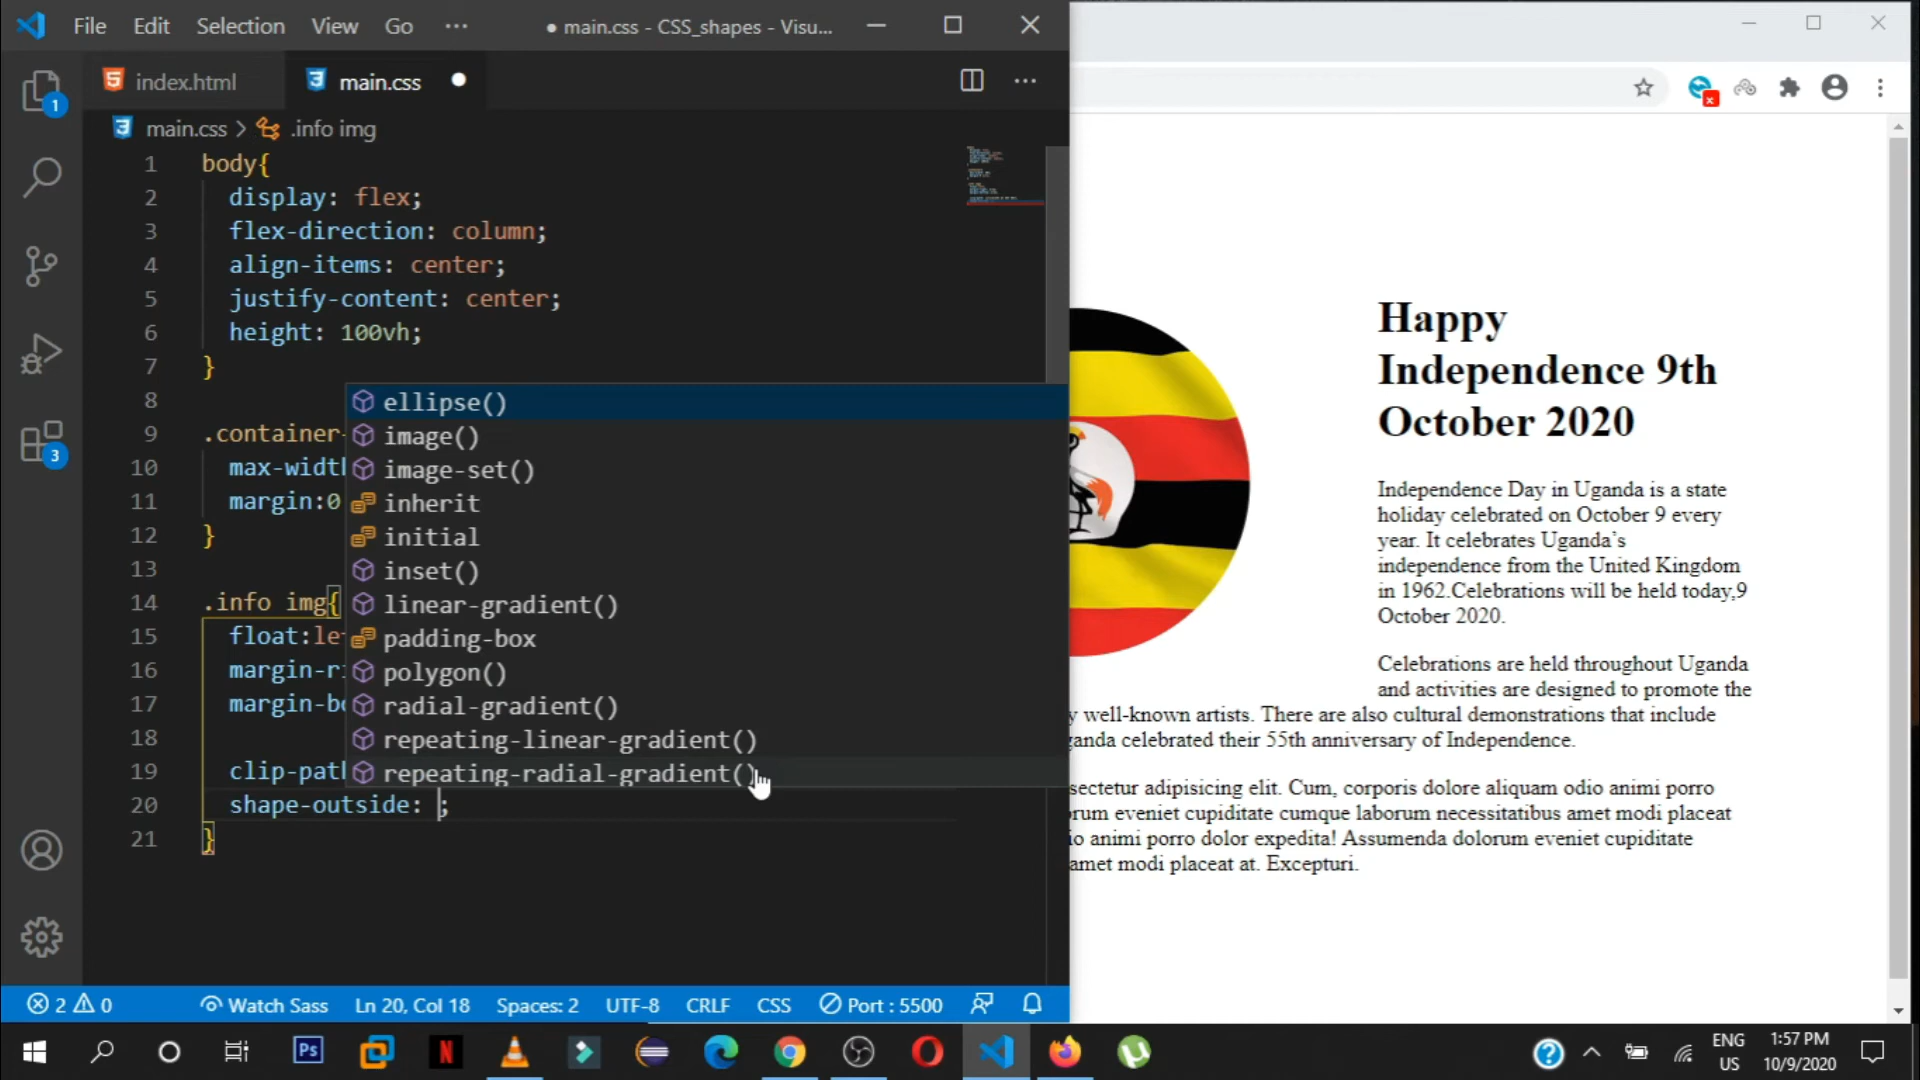 File Edit Selection View Go ··· ● main.css - CSS_shapes - Visu...
index.html main.css ●
main.css > .info img
1 body{
2 display: flex;
3 flex-direction: column;
4 align-items: center;
5 justify-content: center;
6 height: 100vh;
7 }
8
9 .container-
10 max-widt
11 margin:0
12 }
13
14 .info img{
15 float:le
16 margin-r
17 margin-b
18
19 clip-pat
20 shape-outside: ;
21 }
ellipse()
image()
image-set()
inherit
initial
inset()
linear-gradient()
padding-box
polygon()
radial-gradient()
repeating-linear-gradient()
repeating-radial-gradient()
1
3
2 0 Watch Sass Ln 20, Col 18 Spaces: 2 UTF-8 CRLF CSS Port : 5500
Happy
Independence 9th
October 2020
Independence Day in Uganda is a state
holiday celebrated on October 9 every
year. It celebrates Uganda’s
independence from the United Kingdom
in 1962.Celebrations will be held today,9
October 2020.
Celebrations are held throughout Uganda
and activities are designed to promote the
y well-known artists. There are also cultural demonstrations that include
ganda celebrated their 55th anniversary of Independence.
sectetur adipisicing elit. Cum, corporis dolore aliquam odio animi porro
orum eveniet cupiditate cumque laborum necessitatibus amet modi placeat
io animi porro dolor expedita! Assumenda dolorum eveniet cupiditate
amet modi placeat at. Excepturi.
Ps N
ENG
US
1:57 PM
10/9/2020